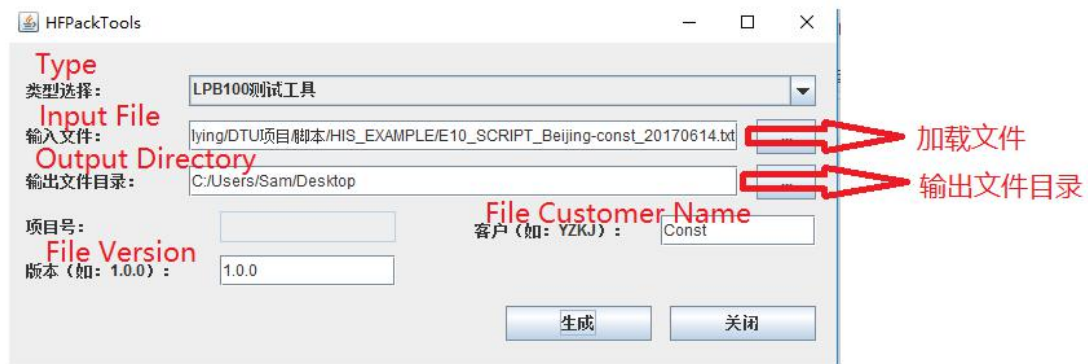 HFPackTools
Type
类型选择： LPB100测试工具
Input File
输入文件： lying/DTU项目/脚本/HIS_EXAMPLE/E10_SCRIPT_Beijing-const_20170614.txt ... 加载文件
Output Directory
输出文件目录： C:/Users/Sam/Desktop ... 输出文件目录
File Customer Name
项目号： 客户（如：YZKJ）： Const
File Version
版本（如：1.0.0）： 1.0.0
生成 关闭